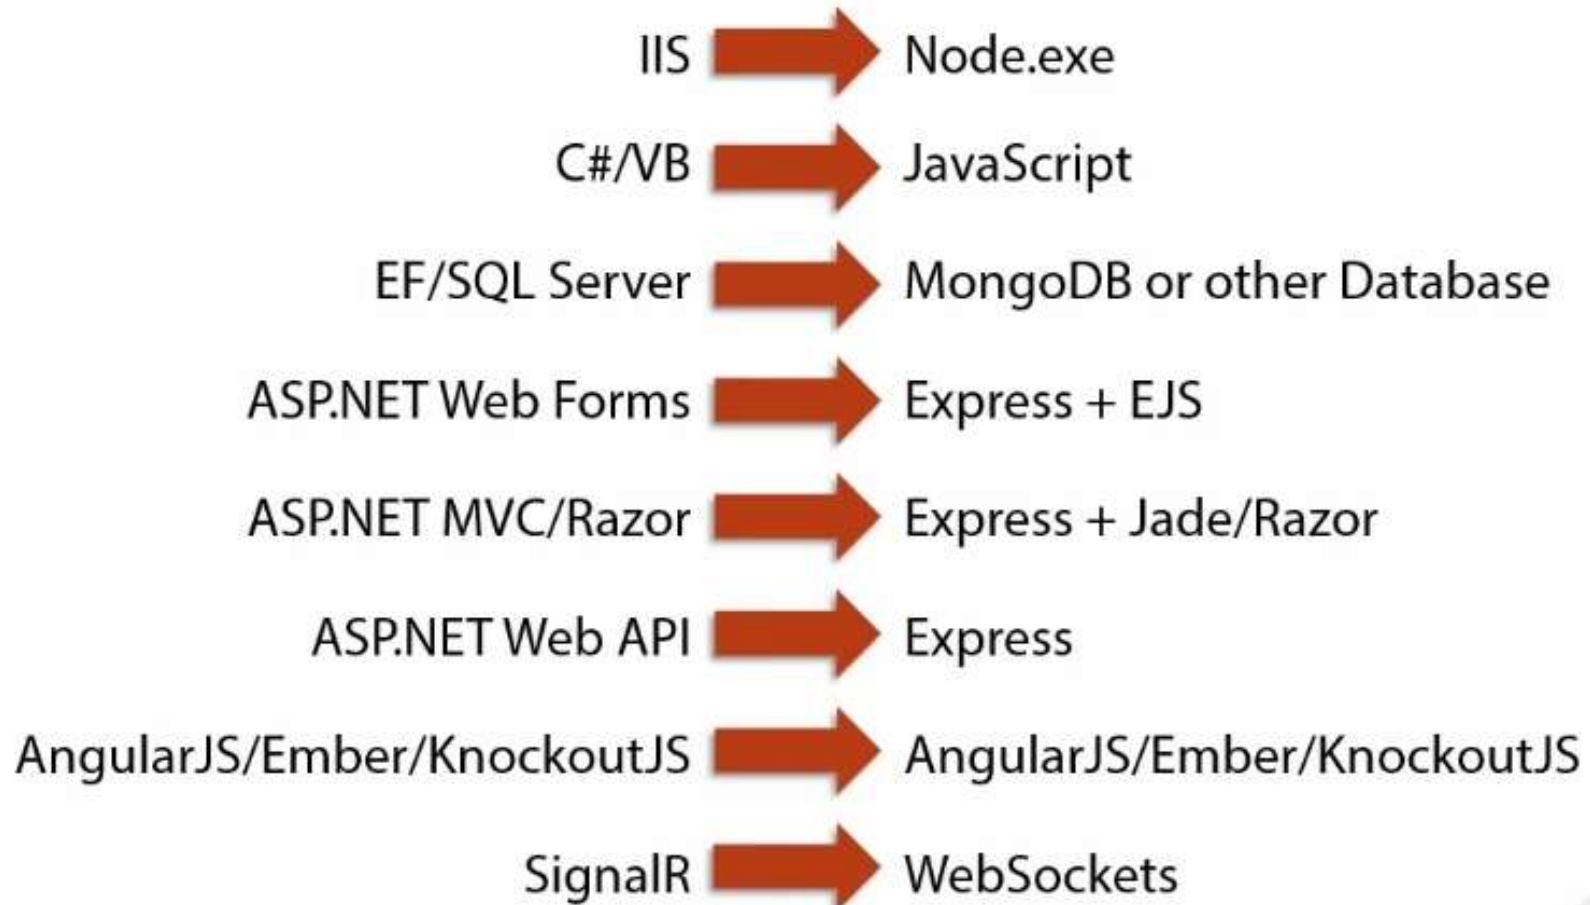 IIS Node.exe
C#/VB JavaScript
EF/SQL Server MongoDB or other Database
ASP.NET Web Forms Express + EJS
ASP.NET MVC/Razor Express + Jade/Razor
ASP.NET Web API Express
AngularJS/Ember/KnockoutJS AngularJS/Ember/KnockoutJS
SignalR WebSockets